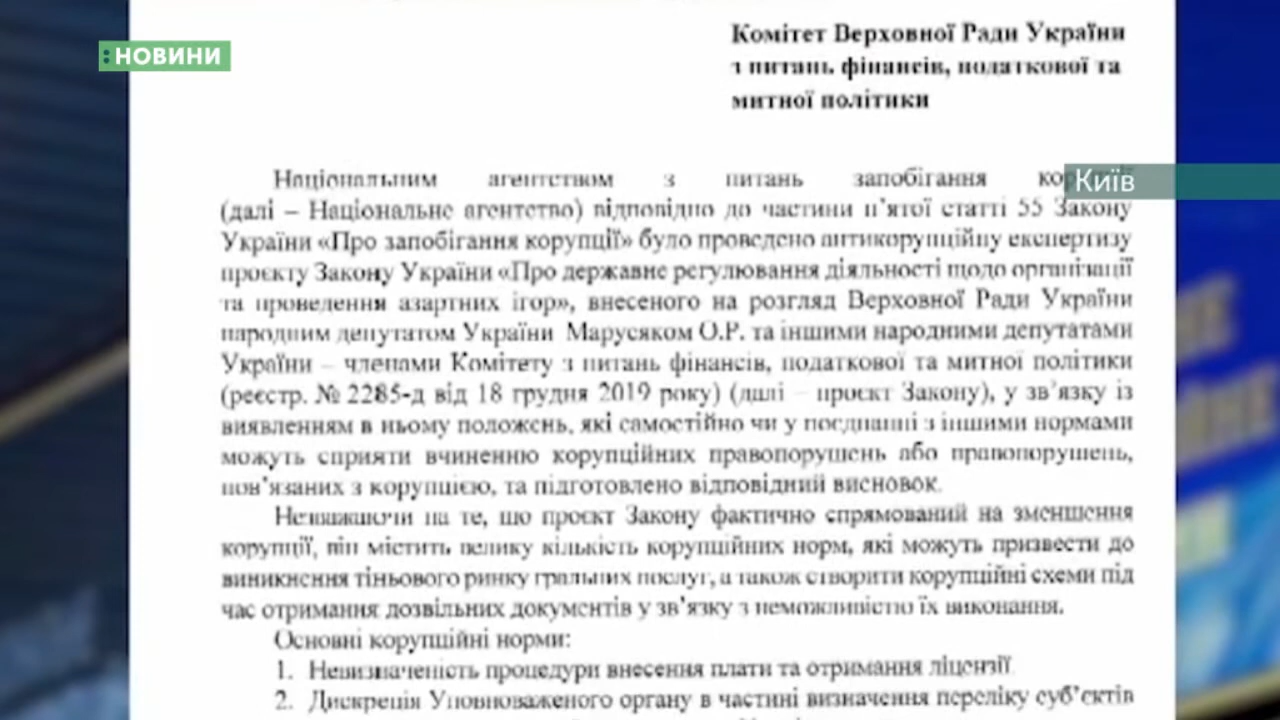 :НОВИНИ
Комітет Верховної Ради України
з питань фінансів, податкової та
митної політики
Київ
Національним агентством з питань запобігання
(далі – Національне агентство) відповідно до частини п’ятої статті 55 Закону
України «Про запобігання корупції» було проведено антикорупційну експертизу
проєкту Закону України «Про державне регулювання діяльності щодо організації
та проведення азартних ігор», внесеного на розгляд Верховної Ради України
народним депутатом України Марусяком О.Р. та іншими народними депутатами
України – членами Комітету з питань фінансів, податкової та митної політики
(реєстр. № 2285-д від 18 грудня 2019 року) (далі – проєкт Закону), у зв’язку із
виявленням в ньому положень, які самостійно чи у поєднанні з іншими нормами
можуть сприяти вчиненню корупційних правопорушень або правопорушень,
пов’язаних з корупцією, та підготовлено відповідний висновок.
Незважаючи на те, що проєкт Закону фактично спрямований на зменшення
корупції, він містить велику кількість корупційних норм, які можуть призвести до
виникнення тіньового ринку гральних послуг, а також створити корупційні схеми під
час отримання дозвільних документів у зв’язку з неможливістю їх виконання.
Основні корупційні норми:
1. Невизначеність процедури внесення плати та отримання ліцензії.
2. Дискреція Уповноваженого органу в частині визначення переліку суб’єктів